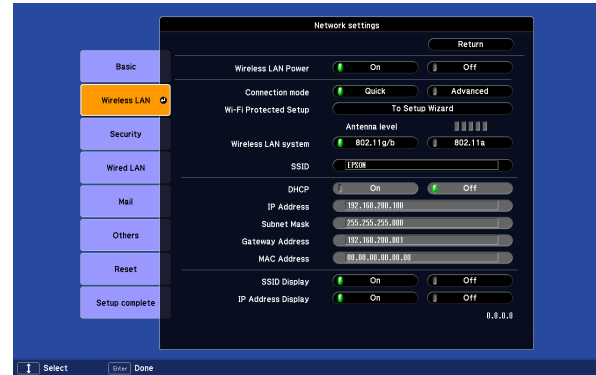 Network settings
Return
Basic
Wireless LAN
Security
Wired LAN
Mail
Others
Reset
Setup complete
Wireless LAN Power On Off
Connection mode Quick Advanced
Wi-Fi Protected Setup To Setup Wizard
Antenna level
Wireless LAN system 802.11g/b 802.11a
SSID EPSON
DHCP On Off
IP Address 192.168.200.100
Subnet Mask 255.255.255.000
Gateway Address 192.168.200.001
MAC Address 00.00.00.00.00.00
SSID Display On Off
IP Address Display On Off
0.0.0.0
Select Enter Done